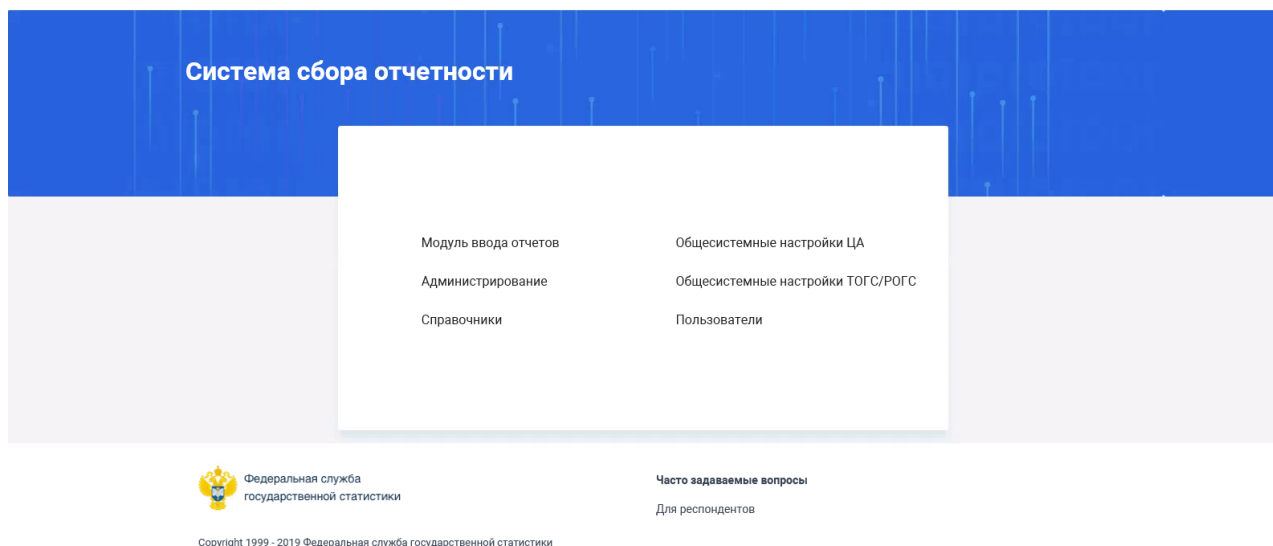 Система сбора отчетности
Модуль ввода отчетов
Общесистемные настройки ЦА
Администрирование
Общесистемные настройки ТОГС/РОГС
Справочники
Пользователи
Федеральная служба
государственной статистики
Часто задаваемые вопросы
Для респондентов
Copyright 1999 - 2019 Федеральная служба государственной статистики